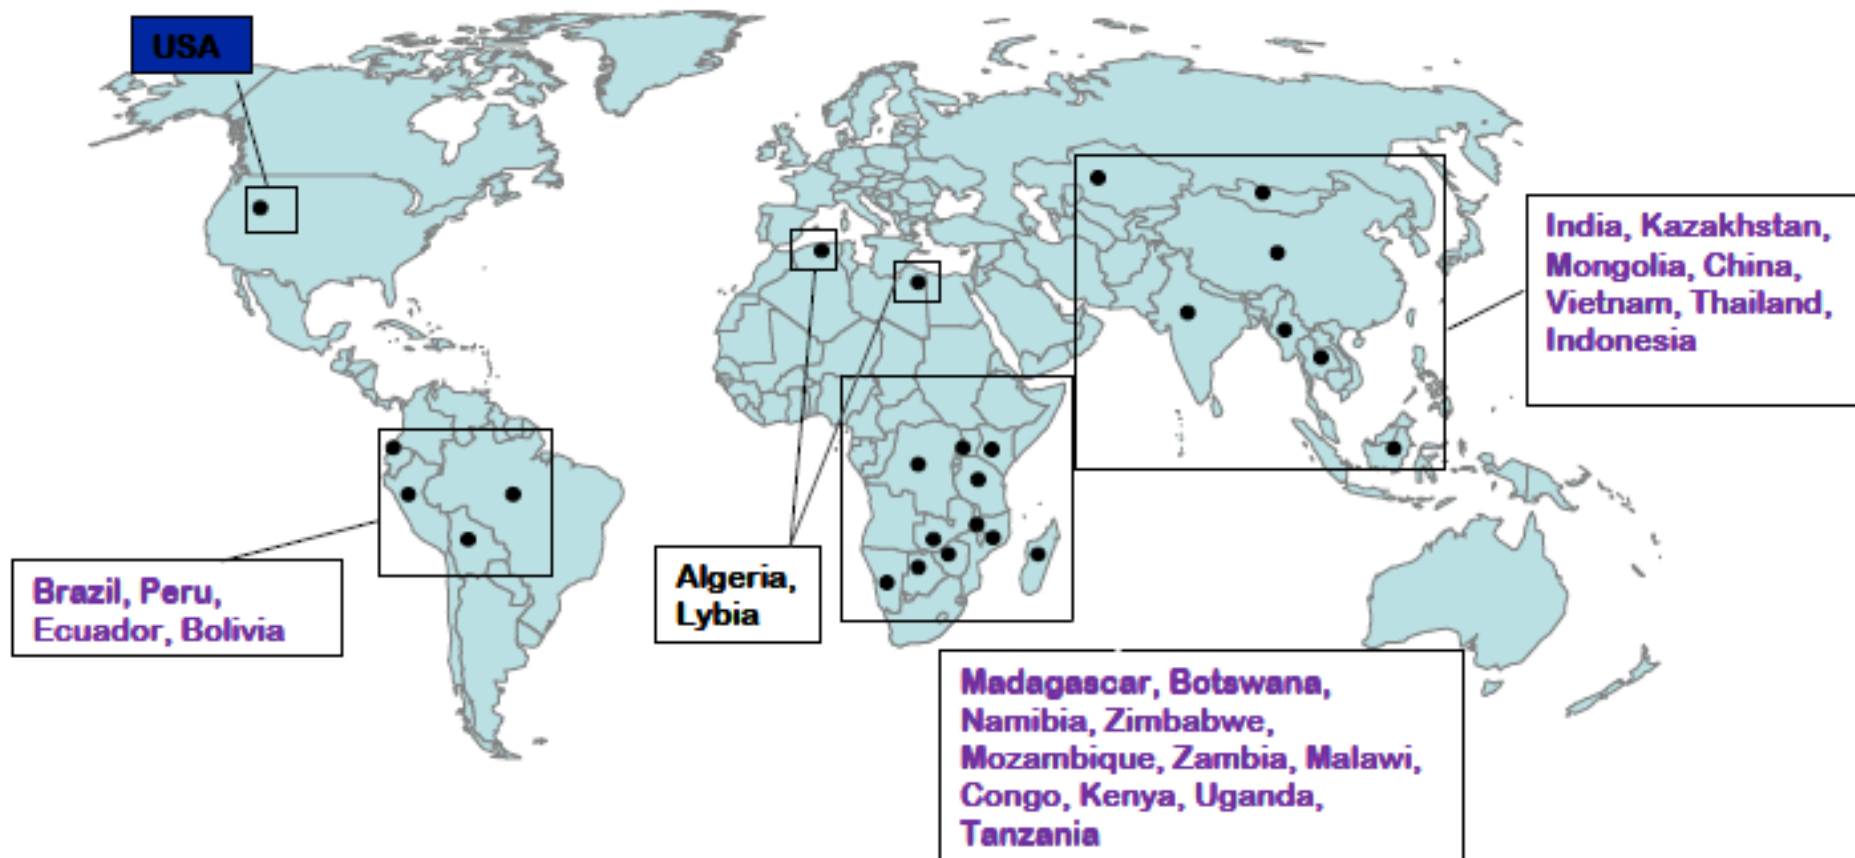 USA
India, Kazakhstan,
Mongolia, China,
Vietnam, Thailand,
Indonesia
Brazil, Peru,
Ecuador, Bolivia
Algeria,
Lybia
Madagascar, Botswana,
Namibia, Zimbabwe,
Mozambique, Zambia, Malawi,
Congo, Kenya, Uganda,
Tanzania